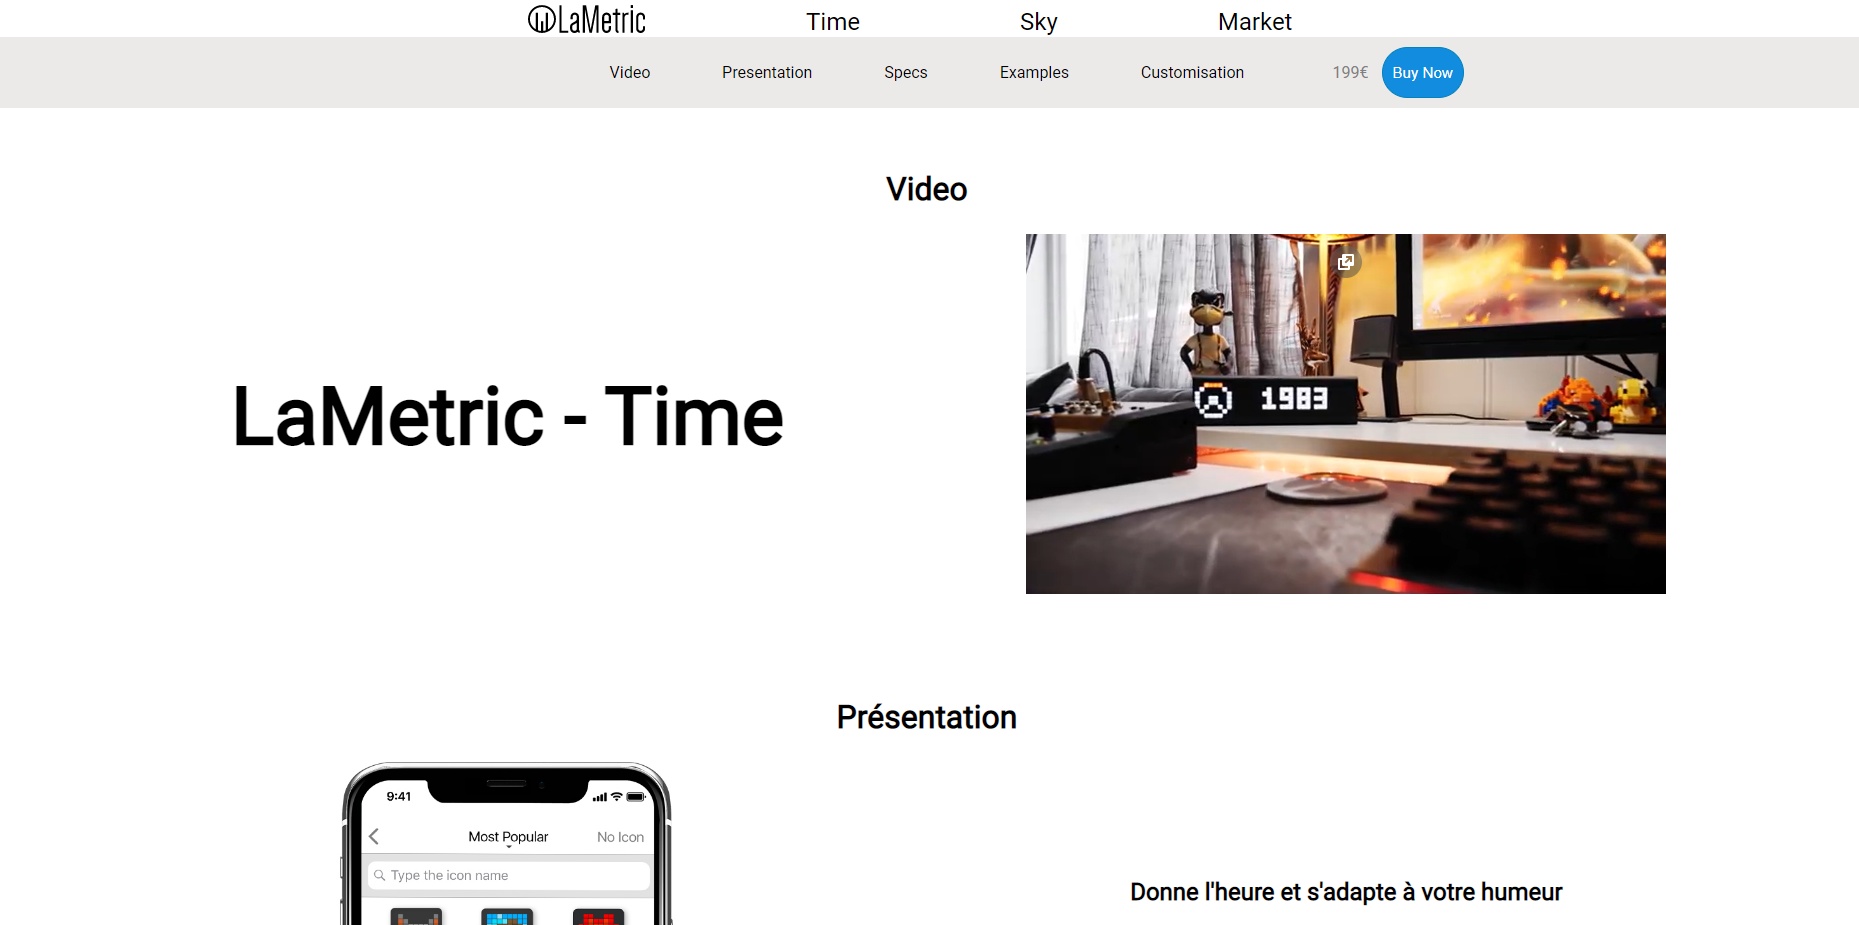 LaMetric Time Sky Market
Video Presentation Specs Examples Customisation 199€ Buy Now
Video
LaMetric - Time
1983
Présentation
9:41
Most Popular No Icon
Type the icon name
Donne l'heure et s'adapte à votre humeur